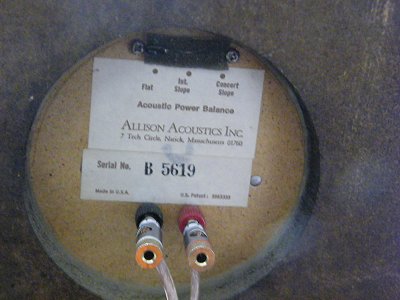 Flat
Int. Slope
Concert Slope
Acoustic Power Balance
ALLISON ACOUSTICS INC.
7 Tech Circle, Natick, Massachusetts 01760
Serial No. B 5619
Made in U.S.A.
U.S. Patent: